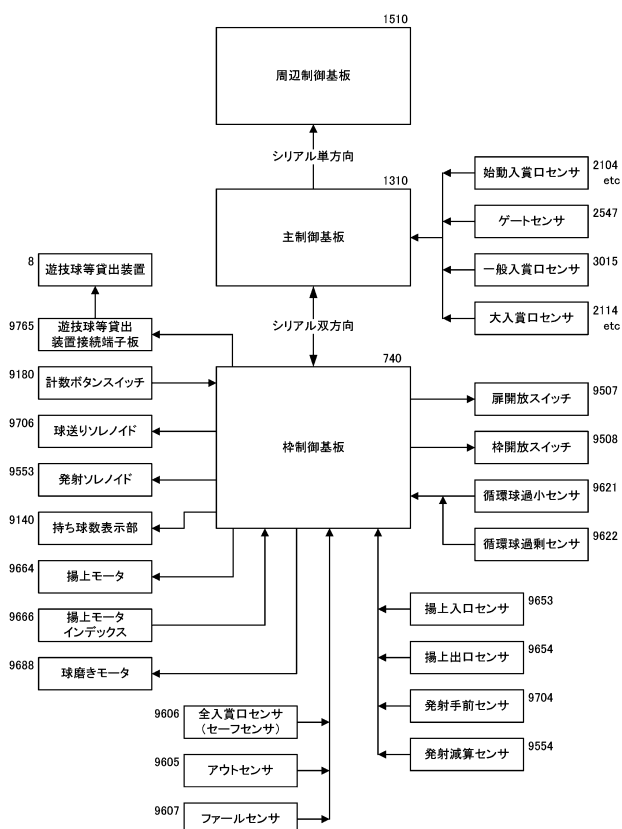 1510
周辺制御基板
シリアル単方向
1310
主制御基板
始動入賞口センサ
2104
etc
ゲートセンサ
2547
一般入賞口センサ
3015
大入賞口センサ
2114
etc
シリアル双方向
8
遊技球等貸出装置
9765
遊技球等貸出
装置接続端子板
740
枠制御基板
9180
計数ボタンスイッチ
9706
球送りソレノイド
9553
発射ソレノイド
9140
持ち球数表示部
9664
揚上モータ
9666
揚上モータ
インデックス
9688
球磨きモータ
扉開放スイッチ
9507
枠開放スイッチ
9508
循環球過小センサ
9621
循環球過剰センサ
9622
揚上入口センサ
9653
揚上出口センサ
9654
発射手前センサ
9704
発射減算センサ
9554
9606
全入賞口センサ
(セーフセンサ)
9605
アウトセンサ
9607
ファールセンサ